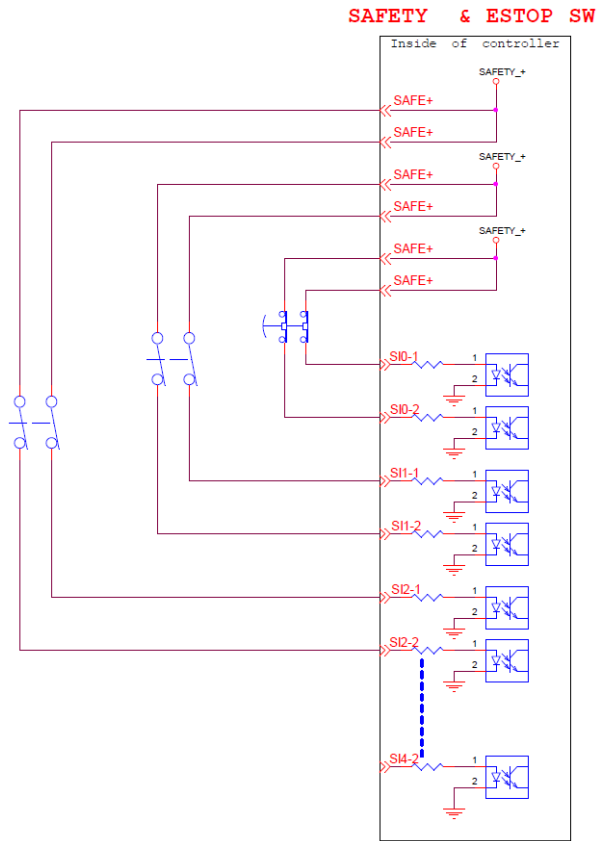 SAFETY & ESTOP SW
Inside of controller
SAFETY_+
SAFE+
SAFE+
SAFETY_+
SAFE+
SAFE+
SAFETY_+
SAFE+
SAFE+
SI0-1
1
2
SI0-2
1
2
SI1-1
1
2
SI1-2
1
2
SI2-1
1
2
SI2-2
1
2
SI4-2
1
2